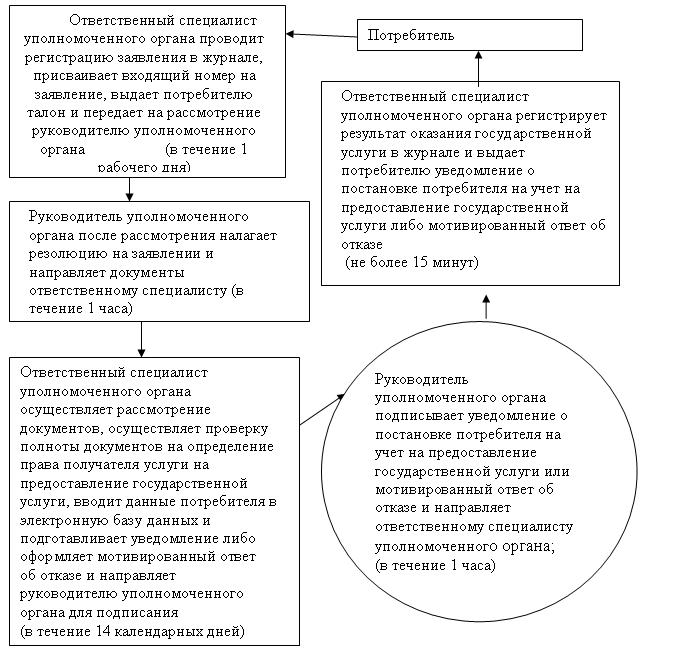 Ответственный специалист
уполномоченного органа проводит
регистрацию заявления в журнале,
присваивает входящий номер на
заявление, выдает потребителю
талон и передает на рассмотрение
руководителю уполномоченного
органа (в течение 1
рабочего дня)
Потребитель
Ответственный специалист
уполномоченного органа регистрирует
результат оказания государственной
услуги в журнале и выдает
потребителю уведомление о
постановке потребителя на учет на
предоставление государственной
услуги либо мотивированный ответ об
отказе
(не более 15 минут)
Руководитель уполномоченного
органа после рассмотрения налагает
резолюцию на заявлении и
направляет документы
ответственному специалисту (в
течение 1 часа)
Ответственный специалист
уполномоченного органа
осуществляет рассмотрение
документов, осуществляет проверку
полноты документов на определение
права получателя услуги на
предоставление государственной
услуги, вводит данные потребителя в
электронную базу данных и
подготавливает уведомление либо
оформляет мотивированный ответ
об отказе и направляет
руководителю уполномоченного
органа для подписания
(в течение 14 календарных дней)
Руководитель
уполномоченного органа
подписывает уведомление о
постановке потребителя на
учет на предоставление
государственной услуги или
мотивированный ответ об
отказе и направляет
ответственному специалисту
уполномоченного органа;
(в течение 1 часа)